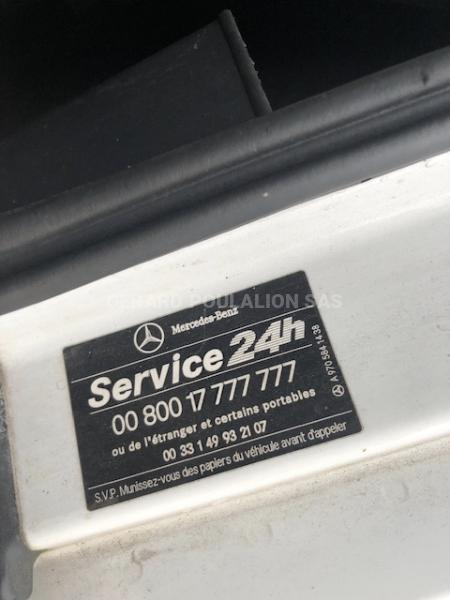 GERARD POULALION SAS
Mercedes-Benz
Service 24h
00 800 17 777 777
ou de l'étranger et certains portables
00 33 1 49 93 21 07
S.V.P. Munissez-vous des papiers du véhicule avant d'appeler
A 970 584 14 38